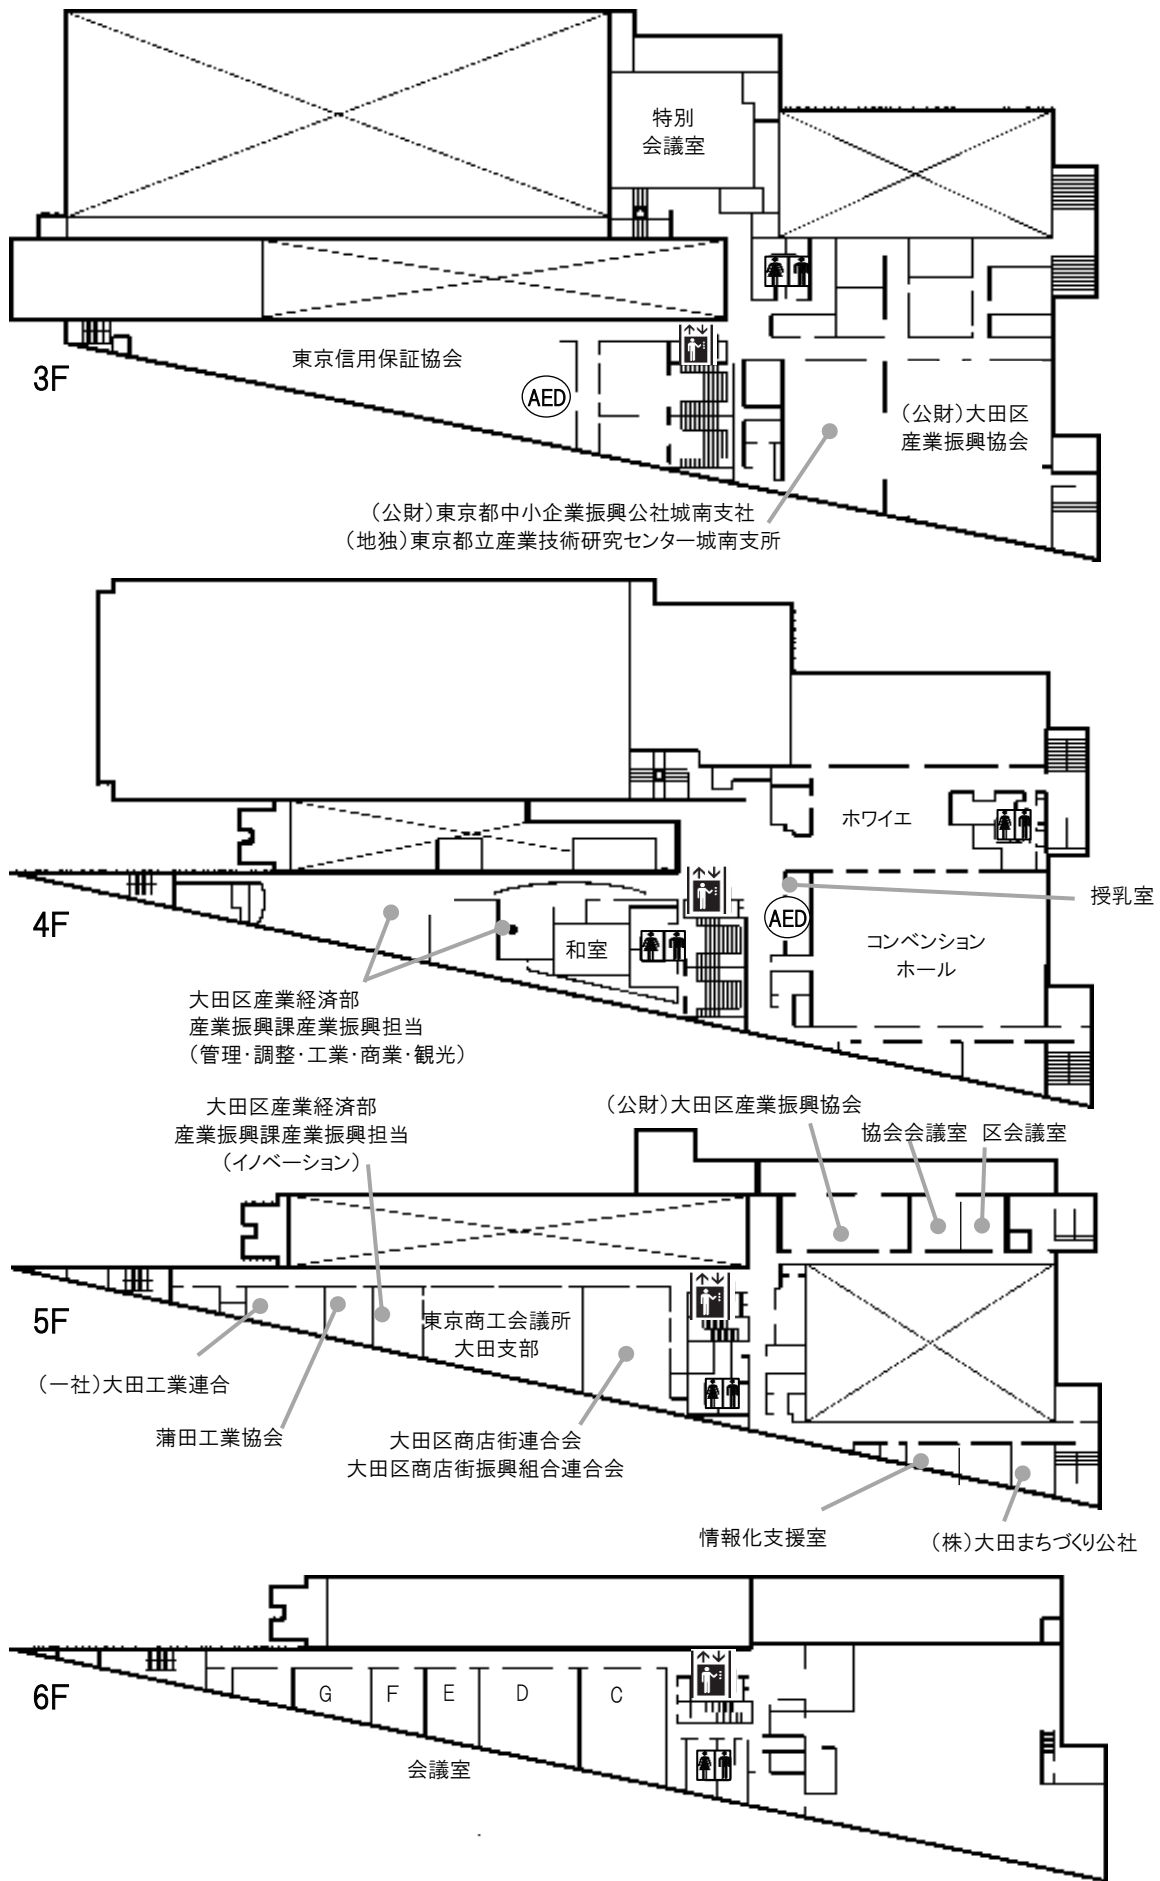 特別
会議室
東京信用保証協会
3F
AED
（公財）大田区
産業振興協会
（公財）東京都中小企業振興公社城南支社
（地独）東京都立産業技術研究センター城南支所
ホワイエ
授乳室
4F
AED
和室
コンベンション
ホール
大田区産業経済部
産業振興課産業振興担当
（管理・調整・工業・商業・観光）
大田区産業経済部
産業振興課産業振興担当
（イノベーション）
（公財）大田区産業振興協会
協会会議室 区会議室
5F
東京商工会議所
大田支部
（一社）大田工業連合
蒲田工業協会
大田区商店街連合会
大田区商店街振興組合連合会
情報化支援室
（株）大田まちづくり公社
6F
G F E D C
会議室